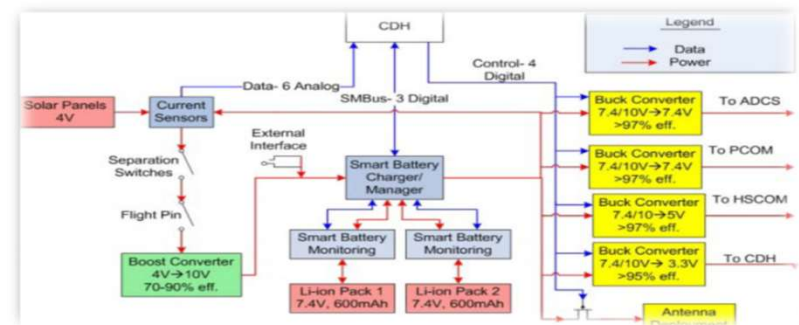 CDH
Legend
Data
Power
Control- 4
Digital
Data- 6 Analog
SMBus- 3 Digital
Solar Panels
4V
Current
Sensors
Buck Converter
7.4/10V→7.4V
>97% eff.
To ADCS
External
Interface
Separation
Switches
Smart Battery
Charger/
Manager
Buck Converter
7.4/10V→7.4V
>97% eff.
To PCOM
Flight Pin
Buck Converter
7.4/10→5V
>97% eff.
To HSCOM
Smart Battery
Monitoring
Smart Battery
Monitoring
Boost Converter
4V→10V
70-90% eff.
Buck Converter
7.4/10V→ 3.3V
>95% eff.
To CDH
Li-ion Pack 1
7.4V, 600mAh
Li-ion Pack 2
7.4V, 600mAh
Antenna